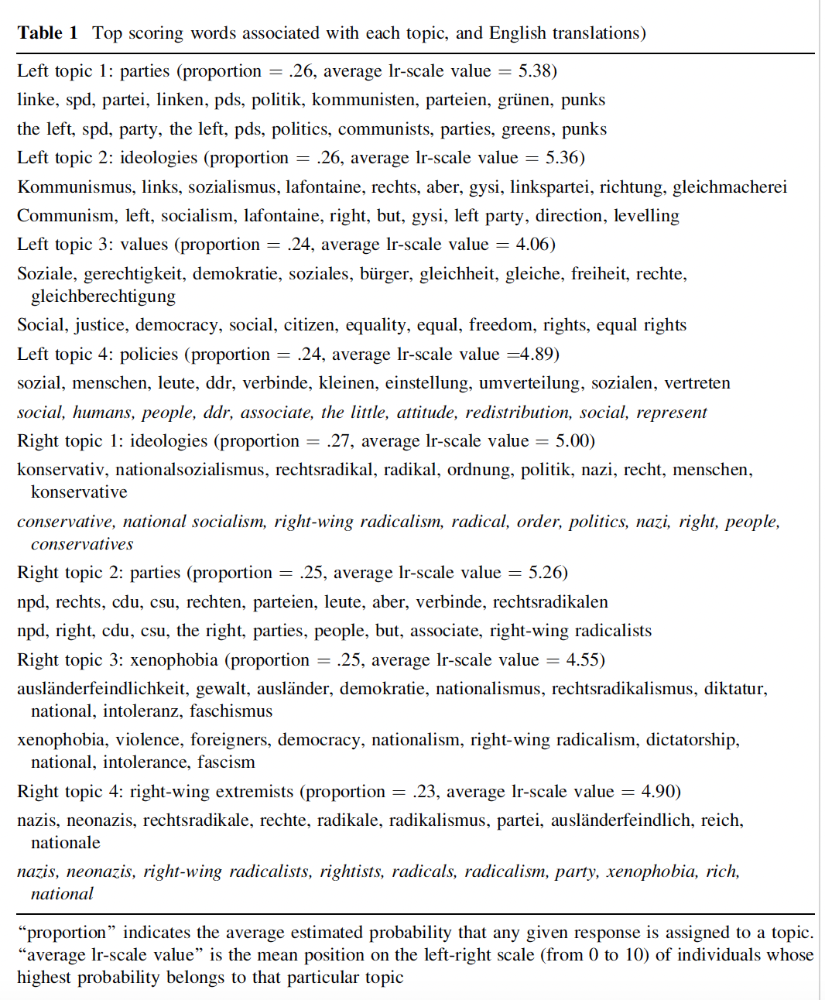 Table 1 Top scoring words associated with each topic, and English translations)
Left topic 1: parties (proportion = .26, average lr-scale value = 5.38)
linke, spd, partei, linken, pds, politik, kommunisten, parteien, grünen, punks
the left, spd, party, the left, pds, politics, communists, parties, greens, punks
Left topic 2: ideologies (proportion = .26, average lr-scale value = 5.36)
Kommunismus, links, sozialismus, lafontaine, rechts, aber, gysi, linkspartei, richtung, gleichmacherei
Communism, left, socialism, lafontaine, right, but, gysi, left party, direction, levelling
Left topic 3: values (proportion = .24, average lr-scale value = 4.06)
Soziale, gerechtigkeit, demokratie, soziales, bürger, gleichheit, gleiche, freiheit, rechte,
gleichberechtigung
Social, justice, democracy, social, citizen, equality, equal, freedom, rights, equal rights
Left topic 4: policies (proportion = .24, average lr-scale value =4.89)
sozial, menschen, leute, ddr, verbinde, kleinen, einstellung, umverteilung, sozialen, vertreten
social, humans, people, ddr, associate, the little, attitude, redistribution, social, represent
Right topic 1: ideologies (proportion = .27, average lr-scale value = 5.00)
konservativ, nationalsozialismus, rechtsradikal, radikal, ordnung, politik, nazi, recht, menschen,
konservative
conservative, national socialism, right-wing radicalism, radical, order, politics, nazi, right, people,
conservatives
Right topic 2: parties (proportion = .25, average lr-scale value = 5.26)
npd, rechts, cdu, csu, rechten, parteien, leute, aber, verbinde, rechtsradikalen
npd, right, cdu, csu, the right, parties, people, but, associate, right-wing radicalists
Right topic 3: xenophobia (proportion = .25, average lr-scale value = 4.55)
ausländerfeindlichkeit, gewalt, ausländer, demokratie, nationalismus, rechtsradikalismus, diktatur,
national, intoleranz, faschismus
xenophobia, violence, foreigners, democracy, nationalism, right-wing radicalism, dictatorship,
national, intolerance, fascism
Right topic 4: right-wing extremists (proportion = .23, average lr-scale value = 4.90)
nazis, neonazis, rechtsradikale, rechte, radikale, radikalismus, partei, ausländerfeindlich, reich,
nationale
nazis, neonazis, right-wing radicalists, rightists, radicals, radicalism, party, xenophobia, rich,
national
“proportion” indicates the average estimated probability that any given response is assigned to a topic.
“average lr-scale value” is the mean position on the left-right scale (from 0 to 10) of individuals whose
highest probability belongs to that particular topic